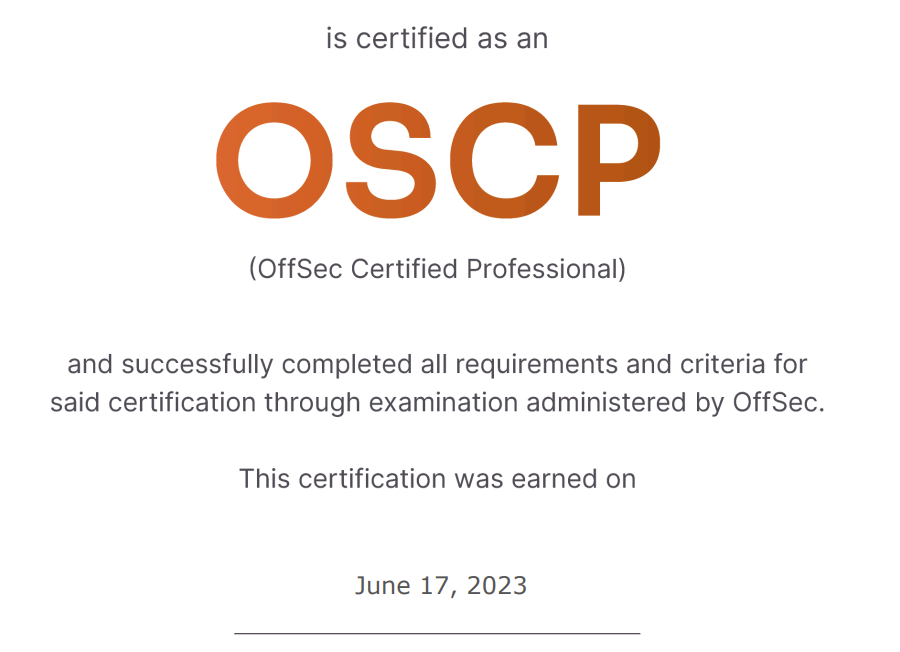 is certified as an
OSCP
(OffSec Certified Professional)
and successfully completed all requirements and criteria for
said certification through examination administered by OffSec.
This certification was earned on
June 17, 2023